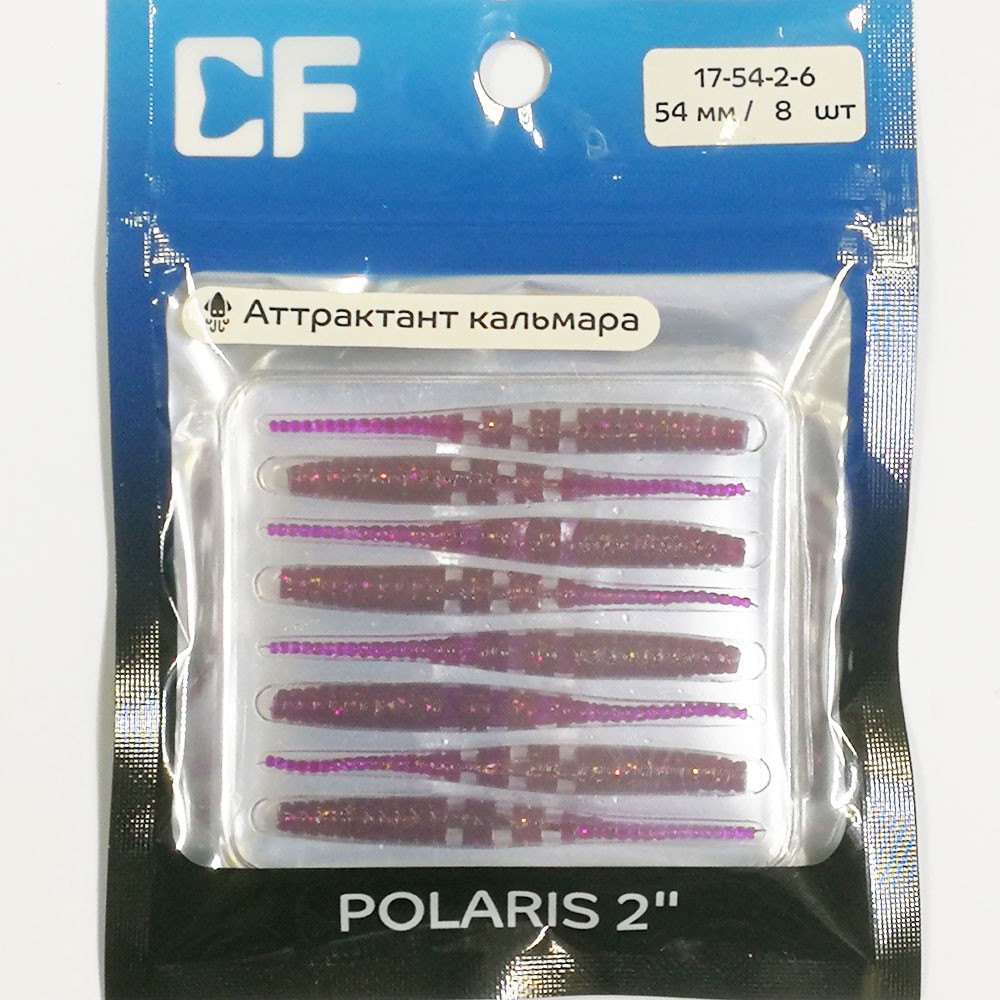 CF
17-54-2-6
54 мм / 8 шт
Аттрактант кальмара
POLARIS 2"